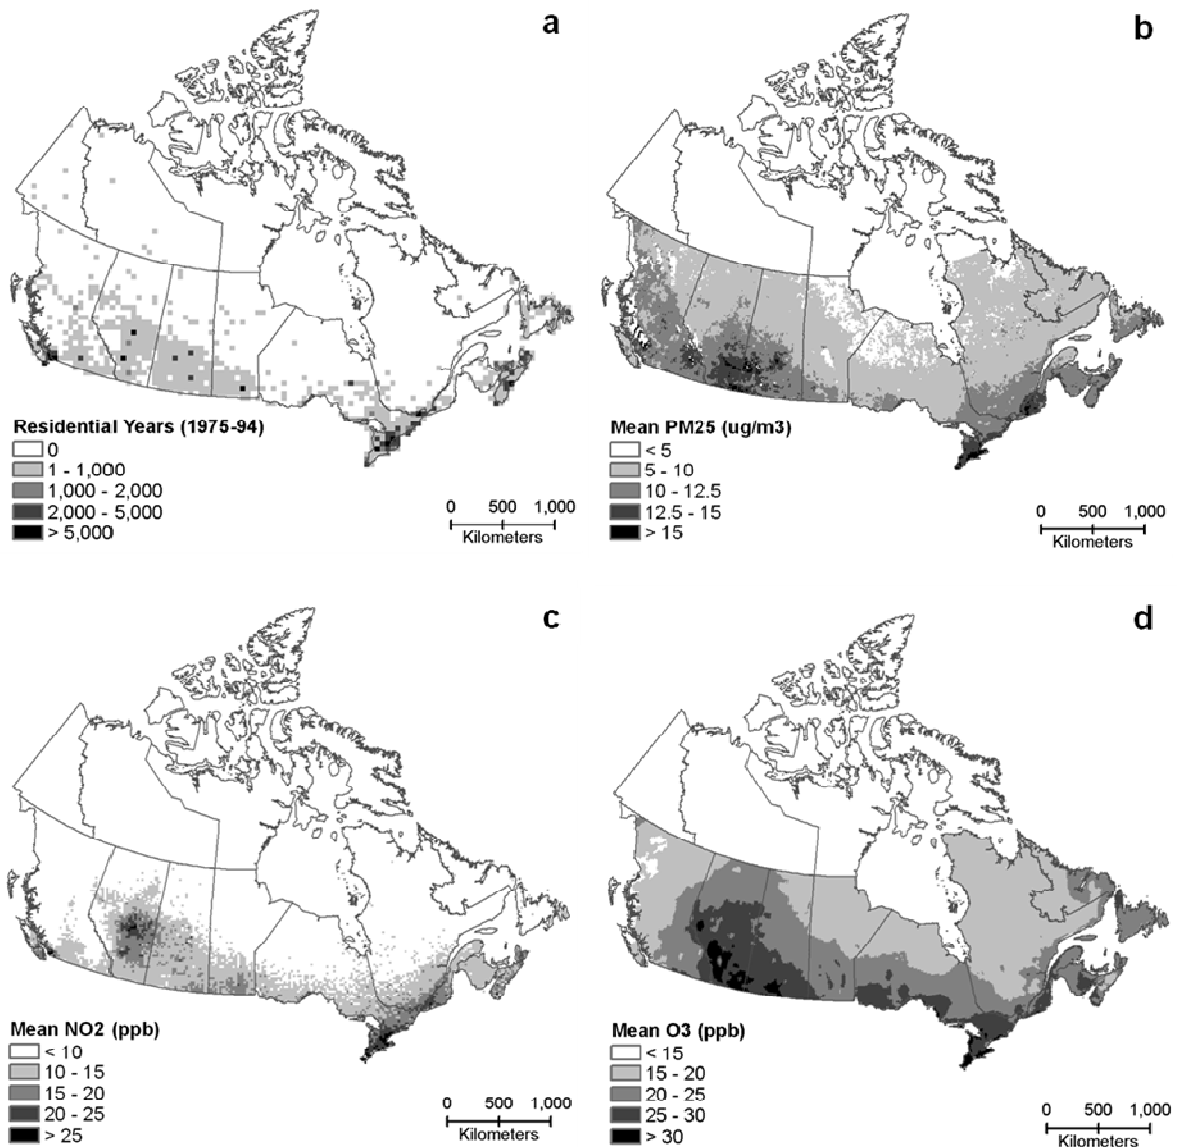 a
Residential Years (1975-94)
0
1 - 1,000
1,000 - 2,000
2,000 - 5,000
> 5,000
0 500 1,000
Kilometers
b
Mean PM25 (ug/m3)
< 5
5 - 10
10 - 12.5
12.5 - 15
> 15
0 500 1,000
Kilometers
c
Mean NO2 (ppb)
< 10
10 - 15
15 - 20
20 - 25
> 25
0 500 1,000
Kilometers
d
Mean O3 (ppb)
< 15
15 - 20
20 - 25
25 - 30
> 30
0 500 1,000
Kilometers